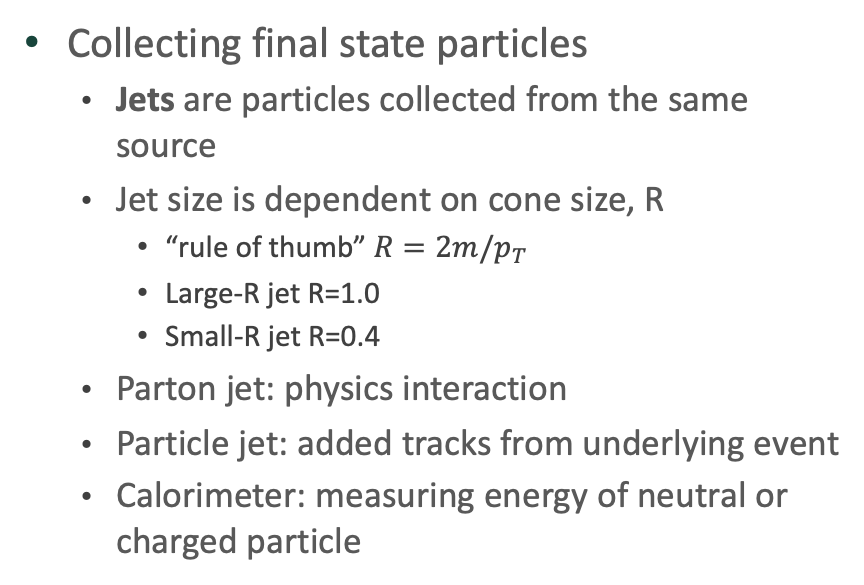 • Collecting final state particles
• Jets are particles collected from the same
source
• Jet size is dependent on cone size, R
• “rule of thumb” R = 2m/p_T
• Large-R jet R=1.0
• Small-R jet R=0.4
• Parton jet: physics interaction
• Particle jet: added tracks from underlying event
• Calorimeter: measuring energy of neutral or
charged particle